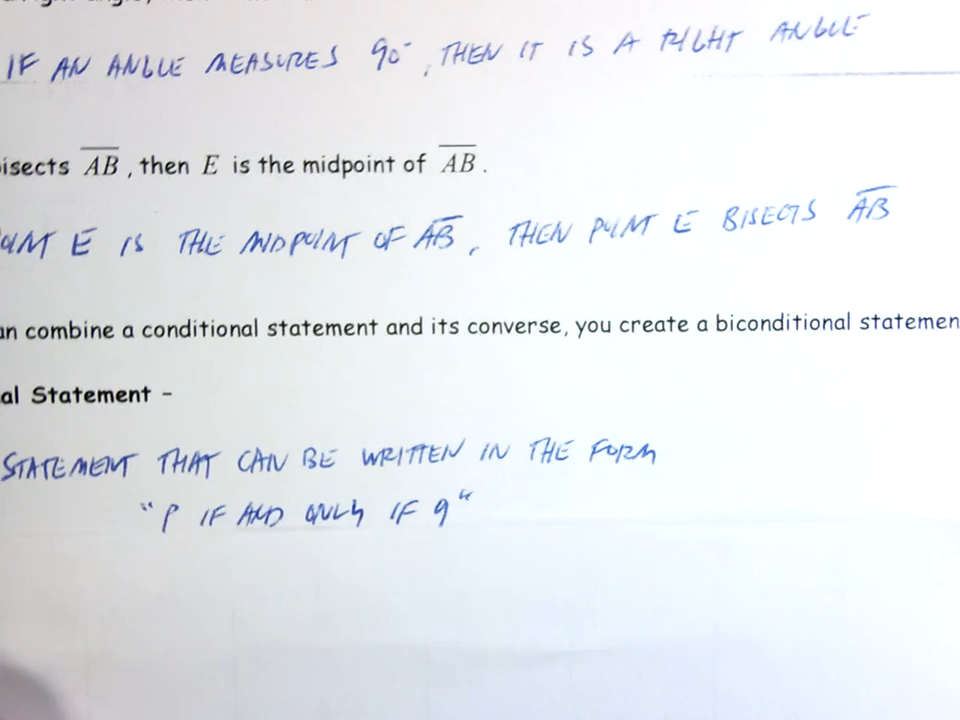 IF AN ANGLE MEASURES 90°, THEN IT IS A RIGHT ANGLE
bisects AB, then E is the midpoint of AB.
POINT E IS THE MIDPOINT OF AB, THEN POINT E BISECTS AB
an combine a conditional statement and its converse, you create a biconditional statemen
al Statement -
STATEMENT THAT CAN BE WRITTEN IN THE FORM
"P IF AND ONLY IF q"